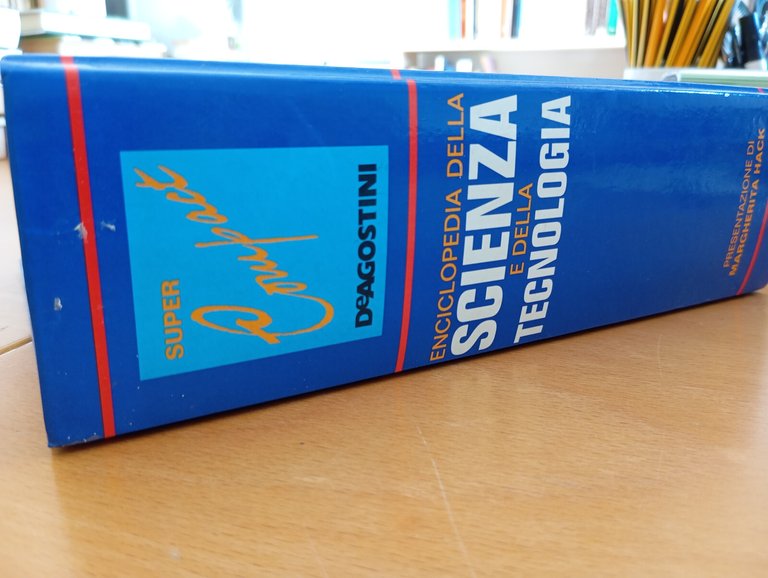 SUPER
Compact
DeAGOSTINI
ENCICLOPEDIA DELLA
SCIENZA
E DELLA
TECNOLOGIA
PRESENTAZIONE DI
MARGHERITA HACK